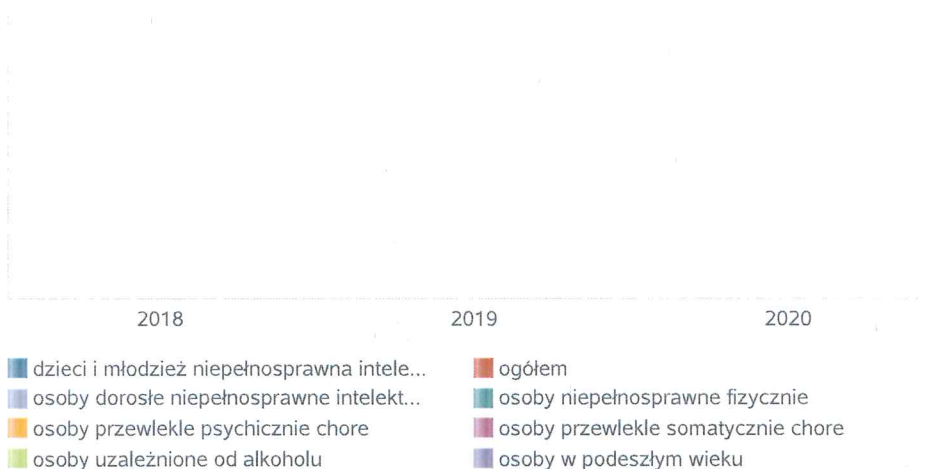 2018 2019 2020
dzieci i młodzież niepełnosprawna intele... ogółem
osoby dorosłe niepełnosprawne intelekt... osoby niepełnosprawne fizycznie
osoby przewlekle psychicznie chore osoby przewlekle somatycznie chore
osoby uzależnione od alkoholu osoby w podeszłym wieku